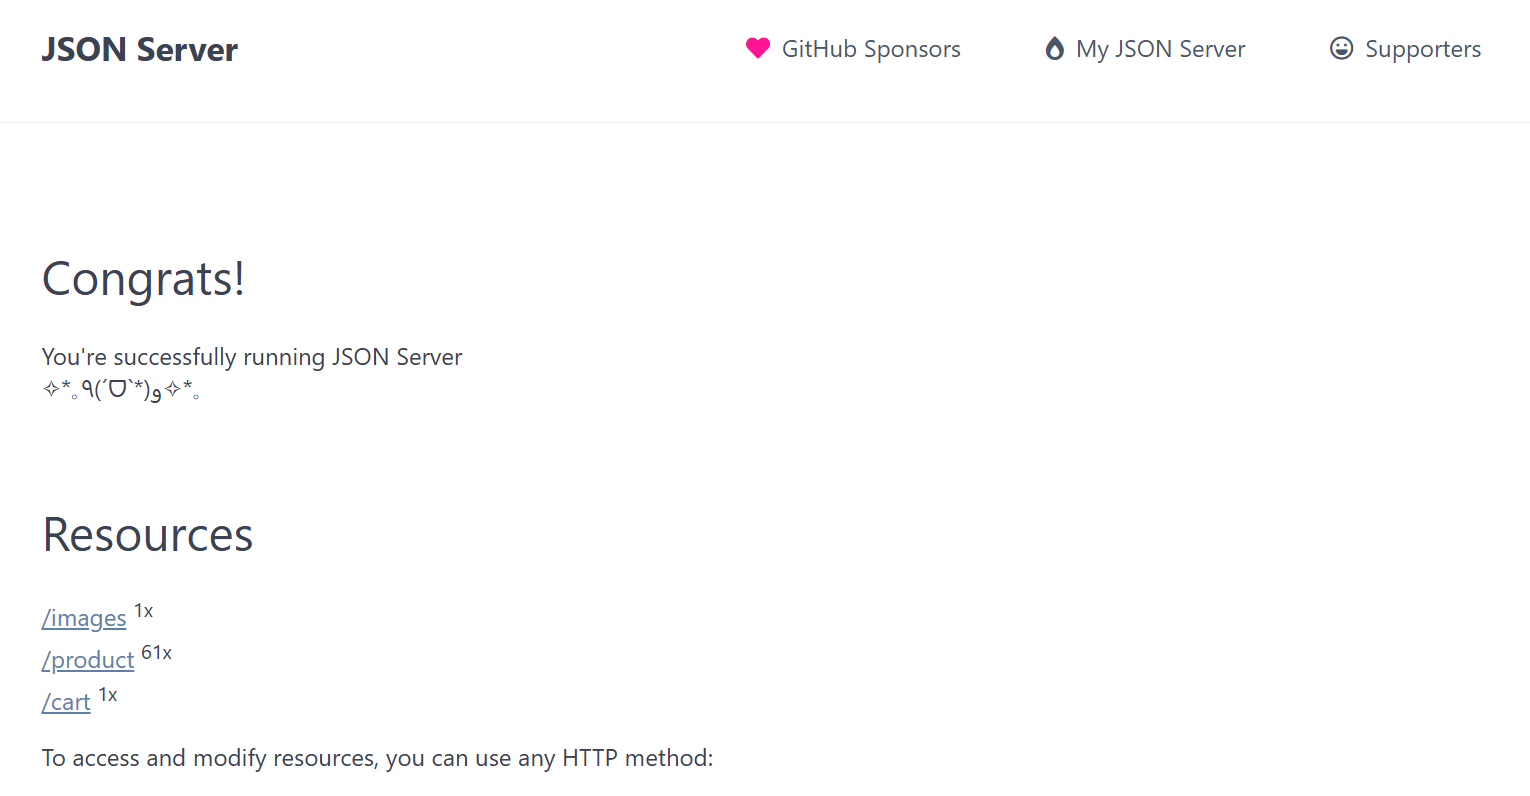 JSON Server
GitHub Sponsors
My JSON Server
Supporters
Congrats!
You're successfully running JSON Server
✧*｡٩(ˊᗜˋ*)و✧*｡
Resources
/images 1x
/product 61x
/cart 1x
To access and modify resources, you can use any HTTP method: